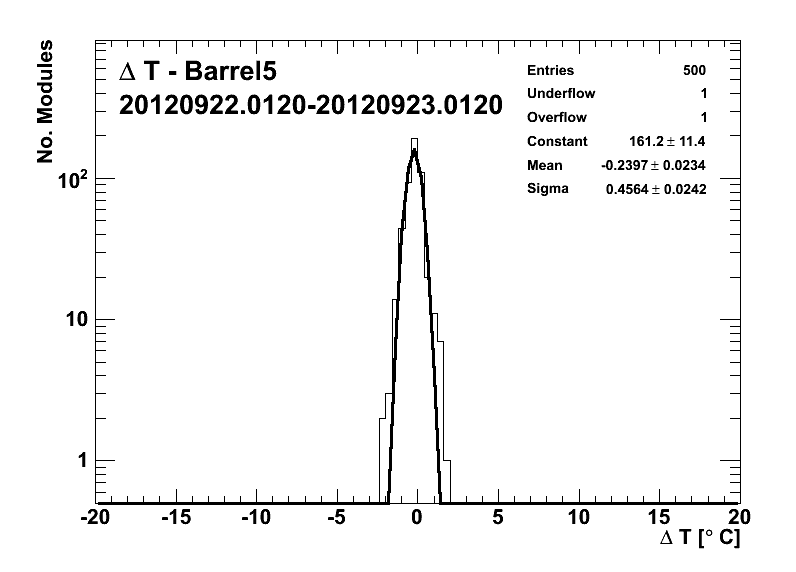 No. Modules
Δ T - Barrel5
20120922.0120-20120923.0120
Entries 500
Underflow 1
Overflow 1
Constant 161.2 ± 11.4
Mean -0.2397 ± 0.0234
Sigma 0.4564 ± 0.0242
10²
10
1
-20 -15 -10 -5 0 5 10 15 20
Δ T [° C]